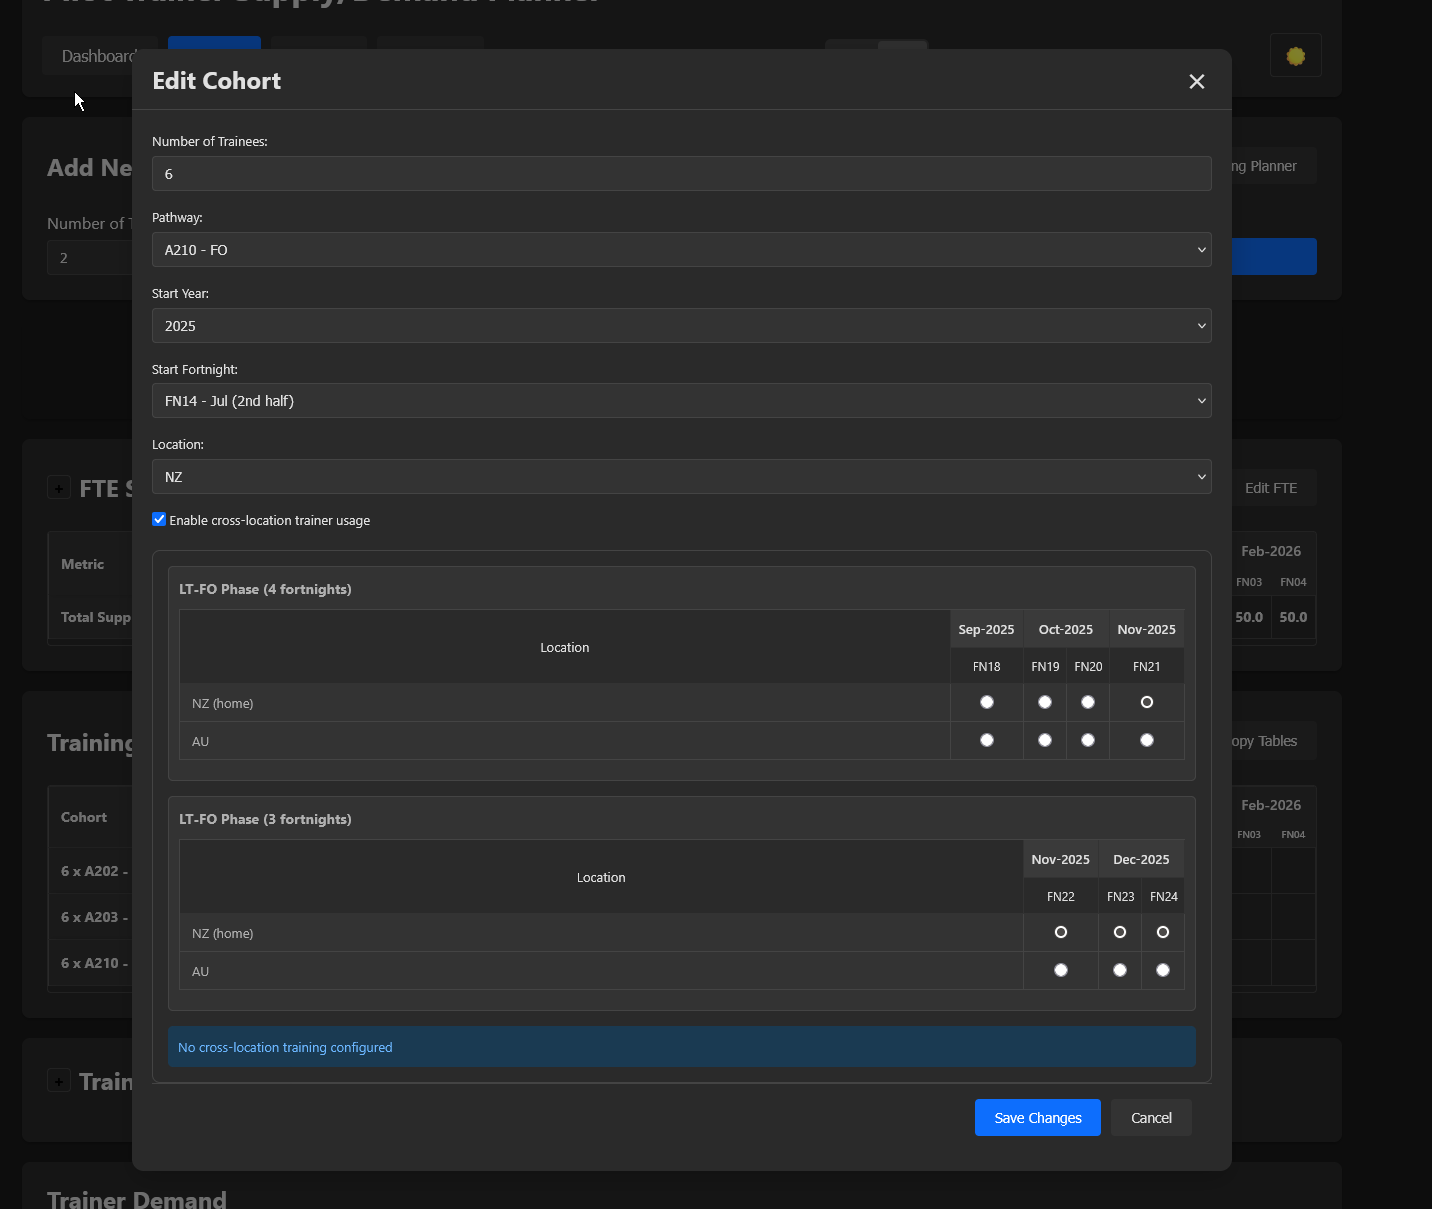 Dashboard
Edit Cohort
Number of Trainees:
6
Pathway:
A210 - FO
Start Year:
2025
Start Fortnight:
FN14 - Jul (2nd half)
Location:
NZ
Enable cross-location trainer usage
LT-FO Phase (4 fortnights)
Location
Sep-2025 Oct-2025 Nov-2025
FN18 FN19 FN20 FN21
NZ (home)
AU
LT-FO Phase (3 fortnights)
Location
Nov-2025 Dec-2025
FN22 FN23 FN24
NZ (home)
AU
No cross-location training configured
Save Changes Cancel
Add Ne
Planner
Number of
2
FTE
Edit FTE
Metric
Feb-2026
FN03 FN04
Total Supp
50.0 50.0
Training
opy Tables
Cohort
Feb-2026
FN03 FN04
6 x A202 -
6 x A203 -
6 x A210 -
Train
Trainer Demand